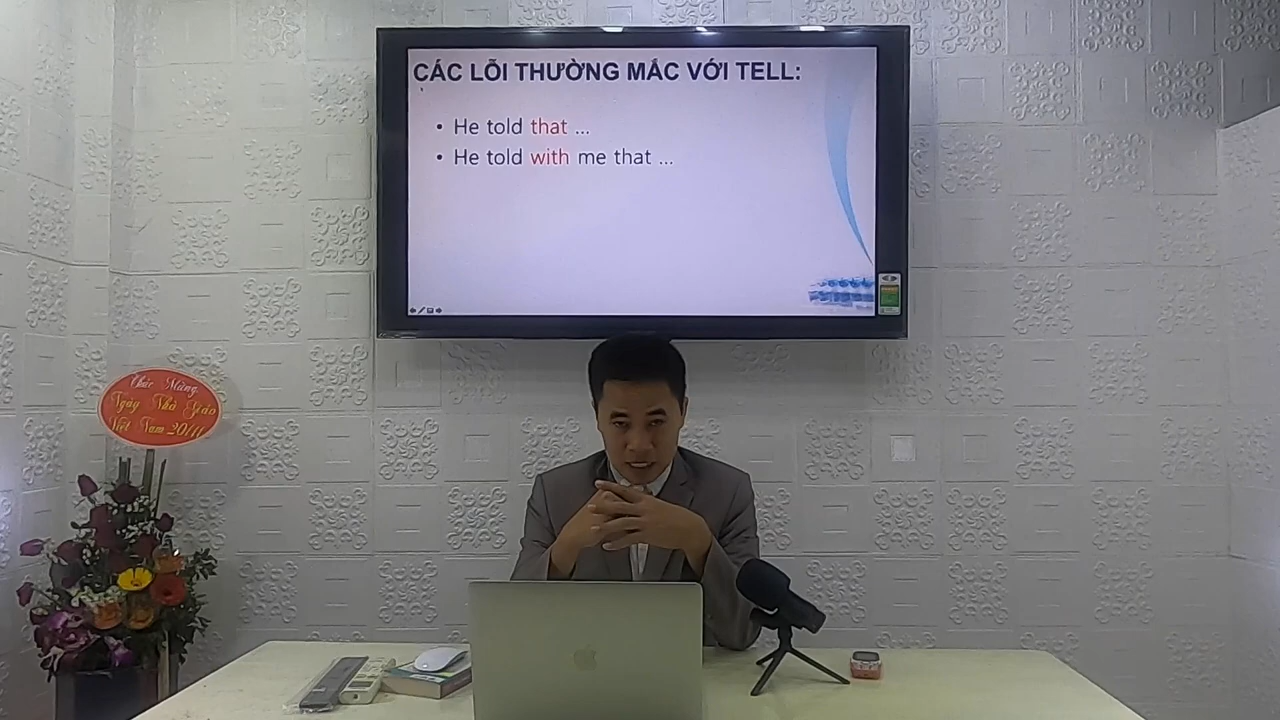 CÁC LỖI THƯỜNG MẮC VỚI TELL:
• He told that ...
• He told with me that ...
Chúc Mừng
Ngày Nhà Giáo
Việt Nam 20/11